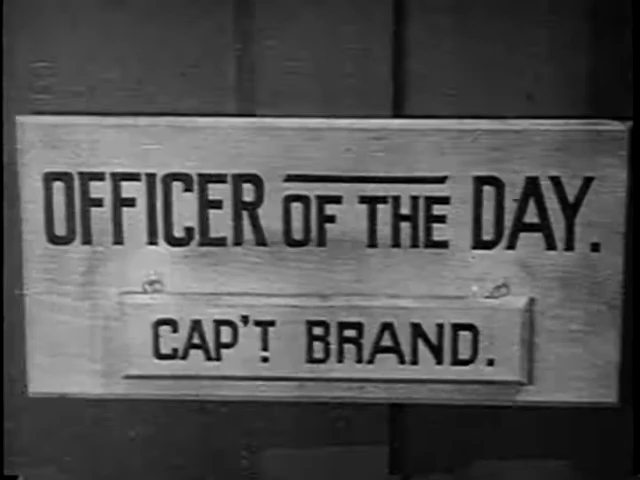 OFFICER OF THE DAY.
CAP'T BRAND.